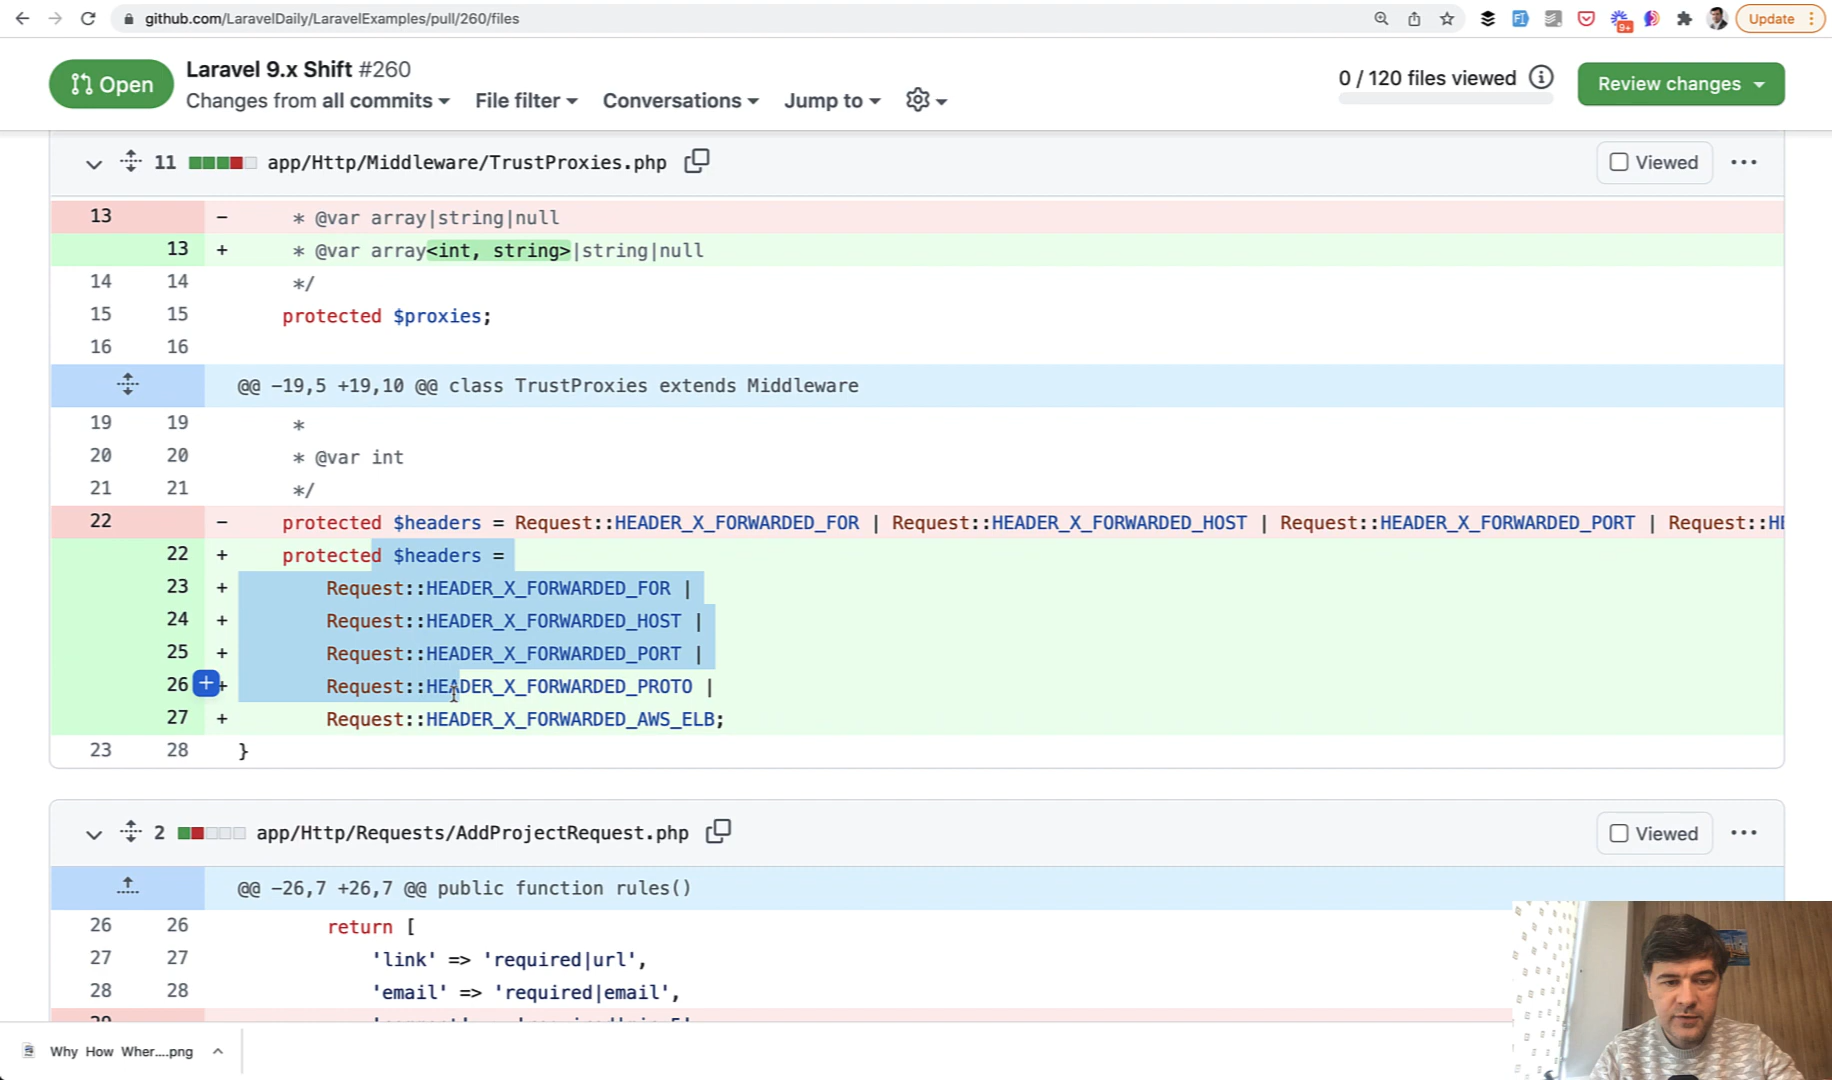 github.com/LaravelDaily/LaravelExamples/pull/260/files
9+
Update
Open
Laravel 9.x Shift #260
Changes from all commits
File filter
Conversations
Jump to
0 / 120 files viewed
Review changes
11 app/Http/Middleware/TrustProxies.php
Viewed
13 - * @var array|string|null
13 + * @var array<int, string>|string|null
14 14 */
15 15 protected $proxies;
16 16
@@ -19,5 +19,10 @@ class TrustProxies extends Middleware
19 19 *
20 20 * @var int
21 21 */
22 - protected $headers = Request::HEADER_X_FORWARDED_FOR | Request::HEADER_X_FORWARDED_HOST | Request::HEADER_X_FORWARDED_PORT | Request::HE
22 + protected $headers =
23 + Request::HEADER_X_FORWARDED_FOR |
24 + Request::HEADER_X_FORWARDED_HOST |
25 + Request::HEADER_X_FORWARDED_PORT |
26 + Request::HEADER_X_FORWARDED_PROTO |
27 + Request::HEADER_X_FORWARDED_AWS_ELB;
23 28 }
2 app/Http/Requests/AddProjectRequest.php
Viewed
@@ -26,7 +26,7 @@ public function rules()
26 26 return [
27 27 'link' => 'required|url',
28 28 'email' => 'required|email',
Why How Wher....png